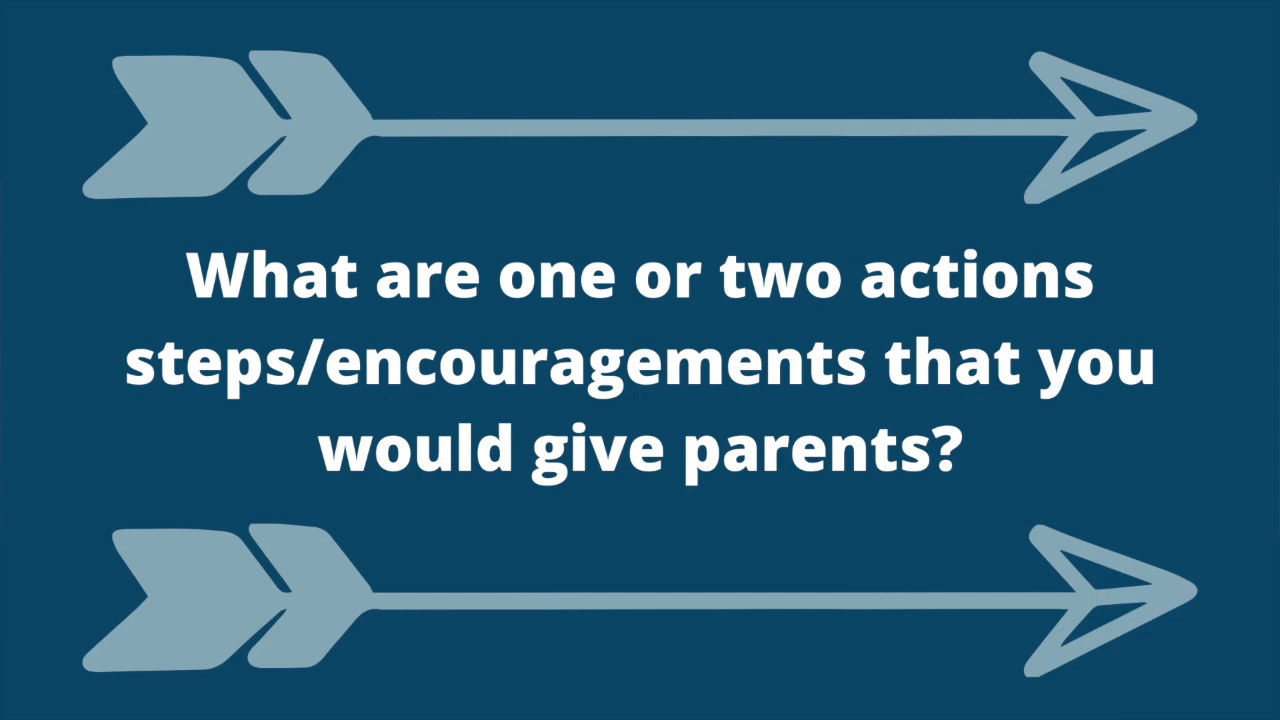 What are one or two actions
steps/encouragements that you
would give parents?